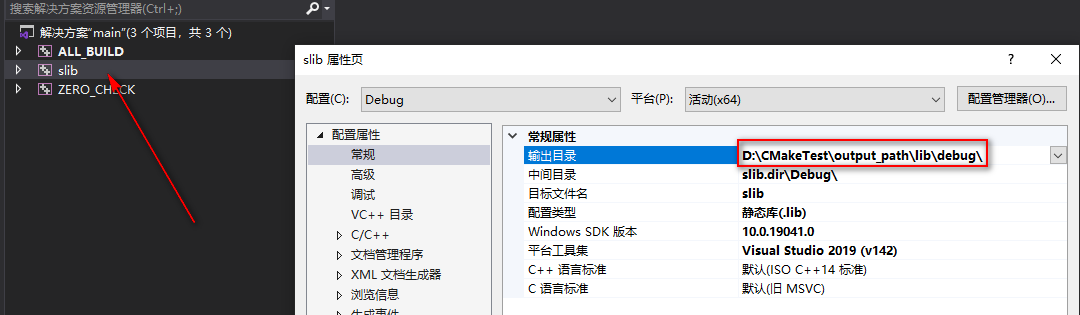 搜索解决方案资源管理器(Ctrl+;)
解决方案"main"(3 个项目，共 3 个)
ALL_BUILD
slib
ZERO_CHECK
slib 属性页
配置(C):
Debug
平台(P):
活动(x64)
配置管理器(O)...
配置属性
常规
高级
调试
VC++ 目录
C/C++
文档管理程序
XML 文档生成器
浏览信息
生成事件
常规属性
输出目录 D:\CMakeTest\output_path\lib\debug\
中间目录 slib.dir\Debug\
目标文件名 slib
配置类型 静态库(.lib)
Windows SDK 版本 10.0.19041.0
平台工具集 Visual Studio 2019 (v142)
C++ 语言标准 默认(ISO C++14 标准)
C 语言标准 默认(旧 MSVC)